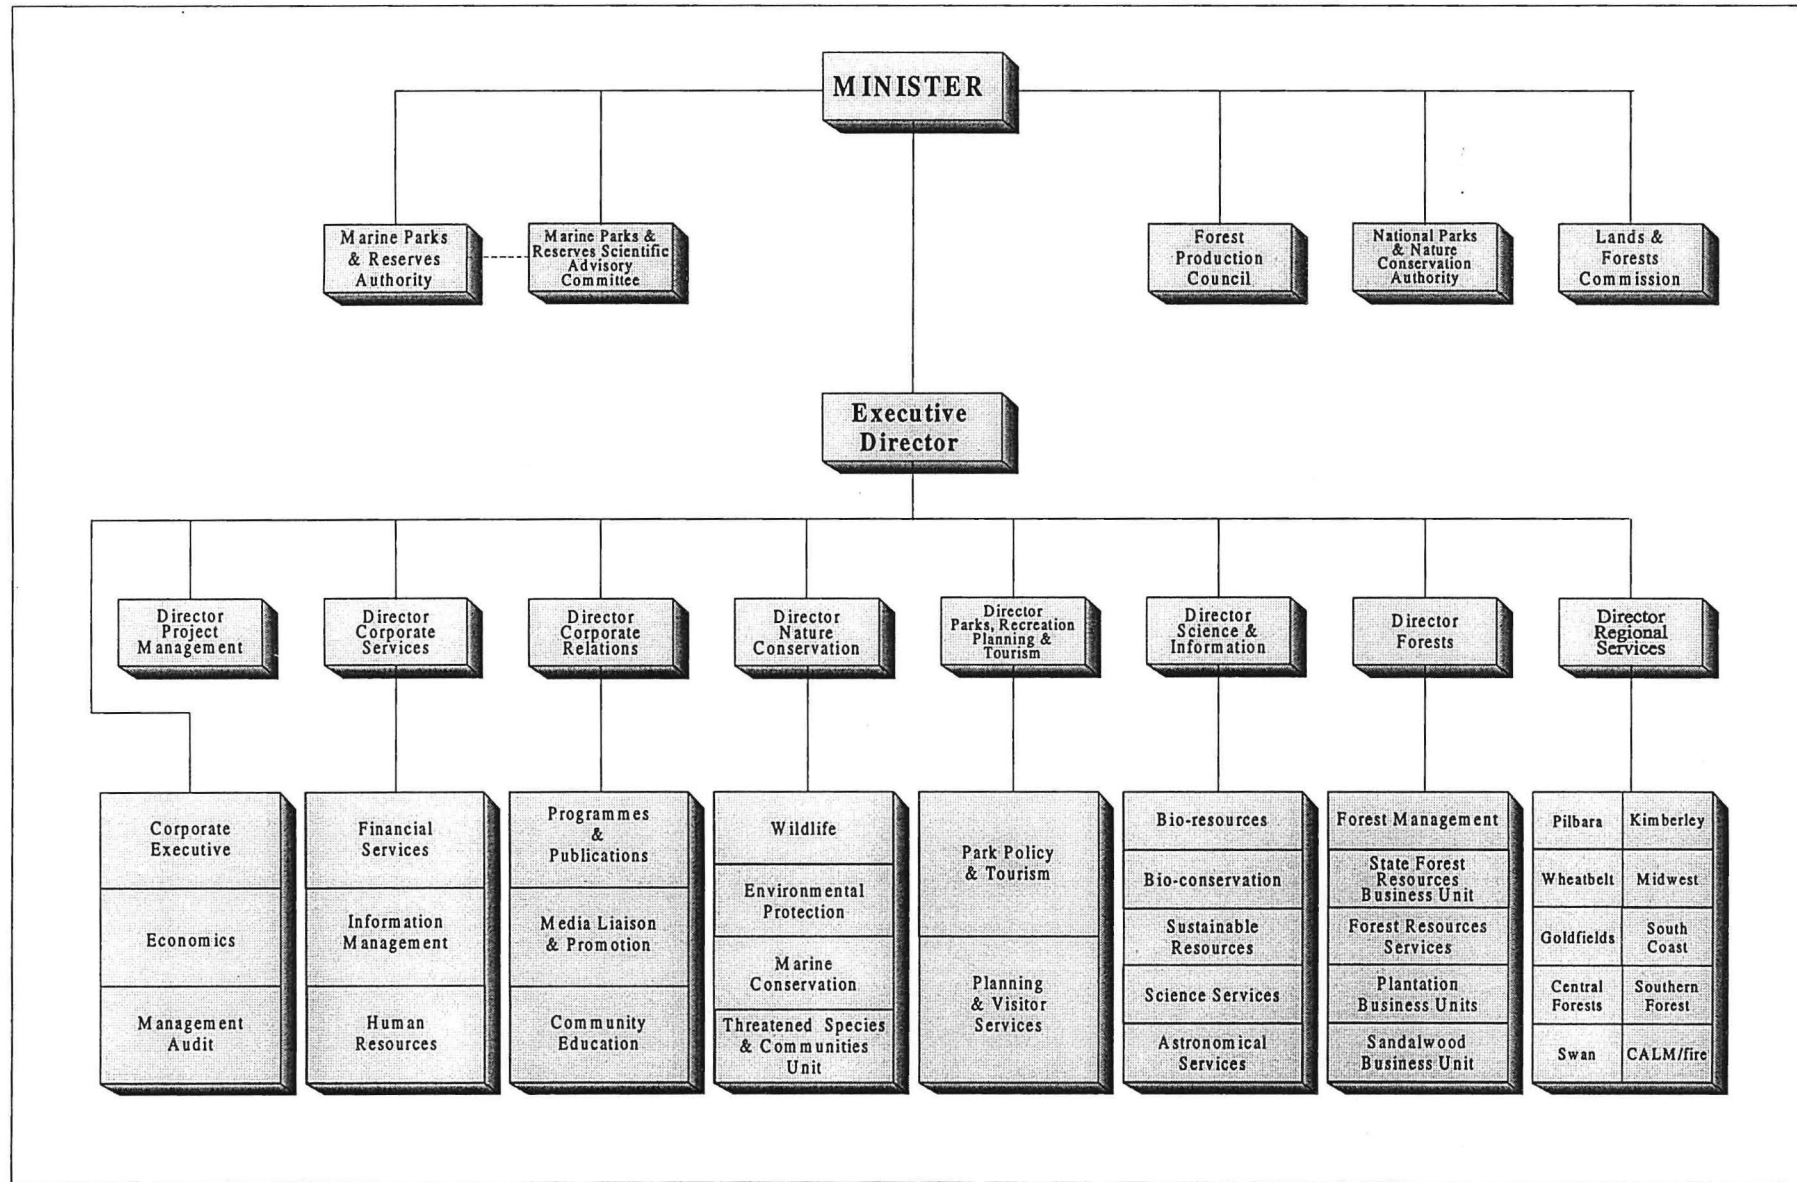 MINISTER
Marine Parks
& Reserves
Authority
Marine Parks &
Reserves Scientific
Advisory
Committee
Forest
Production
Council
National Parks
& Nature
Conservation
Authority
Lands &
Forests
Commission
Executive
Director
Director
Project
Management
Director
Corporate
Services
Director
Corporate
Relations
Director
Nature
Conservation
Director
Parks, Recreation
Planning &
Tourism
Director
Science &
Information
Director
Forests
Director
Regional
Services
Corporate
Executive
Economics
Management
Audit
Financial
Services
Information
Management
Human
Resources
Programmes
&
Publications
Media Liaison
& Promotion
Community
Education
Wildlife
Environmental
Protection
Marine
Conservation
Threatened Species
& Communities
Unit
Park Policy
& Tourism
Planning
& Visitor
Services
Bio-resources
Bio-conservation
Sustainable
Resources
Science Services
Astronomical
Services
Forest Management
State Forest
Resources
Business Unit
Forest Resources
Services
Plantation
Business Units
Sandalwood
Business Unit
Pilbara
Kimberley
Wheatbelt
Midwest
Goldfields
South
Coast
Central
Forests
Southern
Forest
Swan
CALM/fire